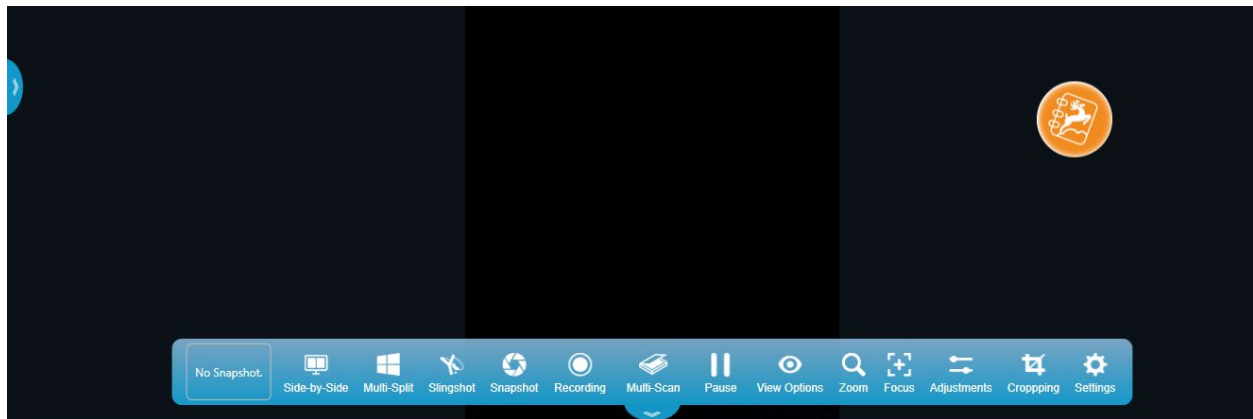 No Snapshot.
Side-by-Side
Multi-Split
Slingshot
Snapshot
Recording
Multi-Scan
Pause
View Options
Zoom
Focus
Adjustments
Croppping
Settings